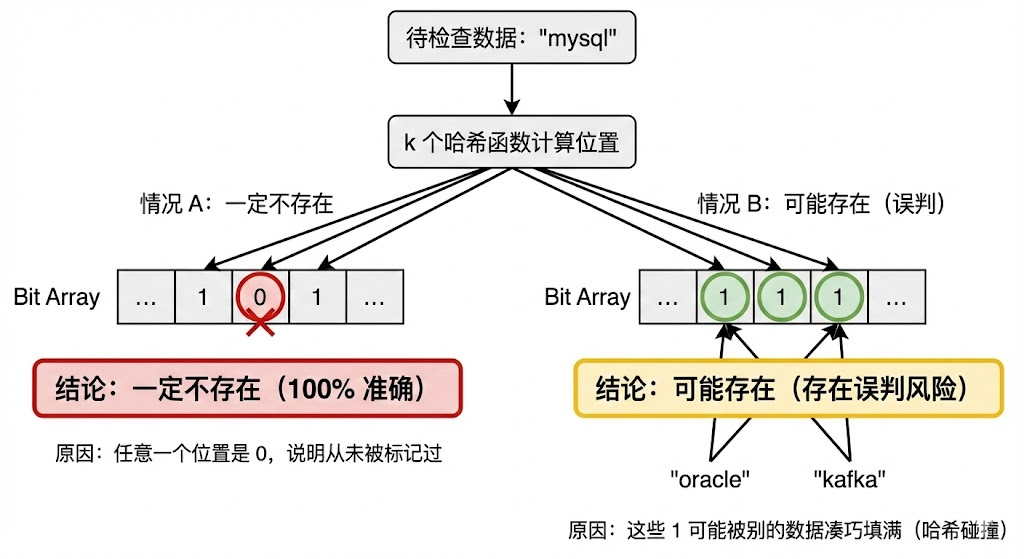 待检查数据："mysql"
k 个哈希函数计算位置
情况 A：一定不存在
情况 B：可能存在（误判）
Bit Array ... 1 0 1 ...
Bit Array ... 1 1 1 ...
结论：一定不存在（100% 准确）
结论：可能存在（存在误判风险）
原因：任意一个位置是 0，说明从未被标记过
"oracle" "kafka"
原因：这些 1 可能被别的数据凑巧填满（哈希碰撞）